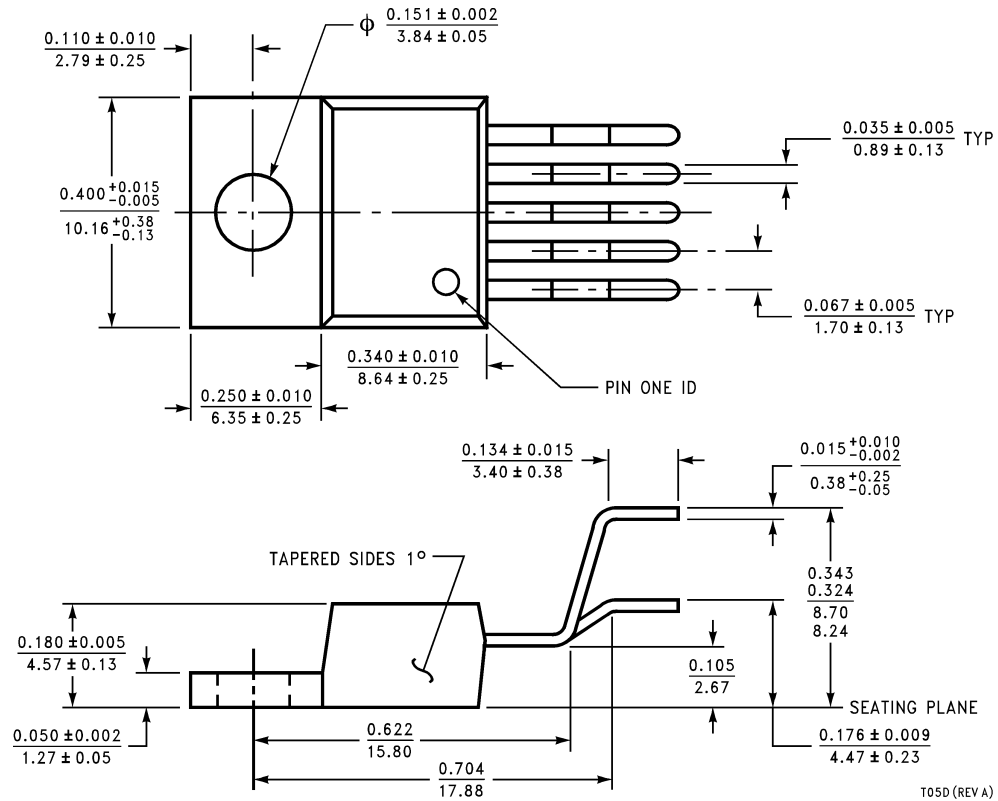 ϕ 0.151 ± 0.002
3.84 ± 0.05
0.110 ± 0.010
2.79 ± 0.25
0.035 ± 0.005 TYP
0.89 ± 0.13
0.400 +0.015 -0.005
10.16 +0.38 -0.13
0.067 ± 0.005 TYP
1.70 ± 0.13
0.340 ± 0.010
8.64 ± 0.25
PIN ONE ID
0.250 ± 0.010
6.35 ± 0.25
0.134 ± 0.015
3.40 ± 0.38
0.015 +0.010 -0.002
0.38 +0.25 -0.05
TAPERED SIDES 1°
0.343
0.324
8.70
8.24
0.180 ± 0.005
4.57 ± 0.13
0.105
2.67
SEATING PLANE
0.050 ± 0.002
1.27 ± 0.05
0.622
15.80
0.176 ± 0.009
4.47 ± 0.23
0.704
17.88
T05D (REV A)